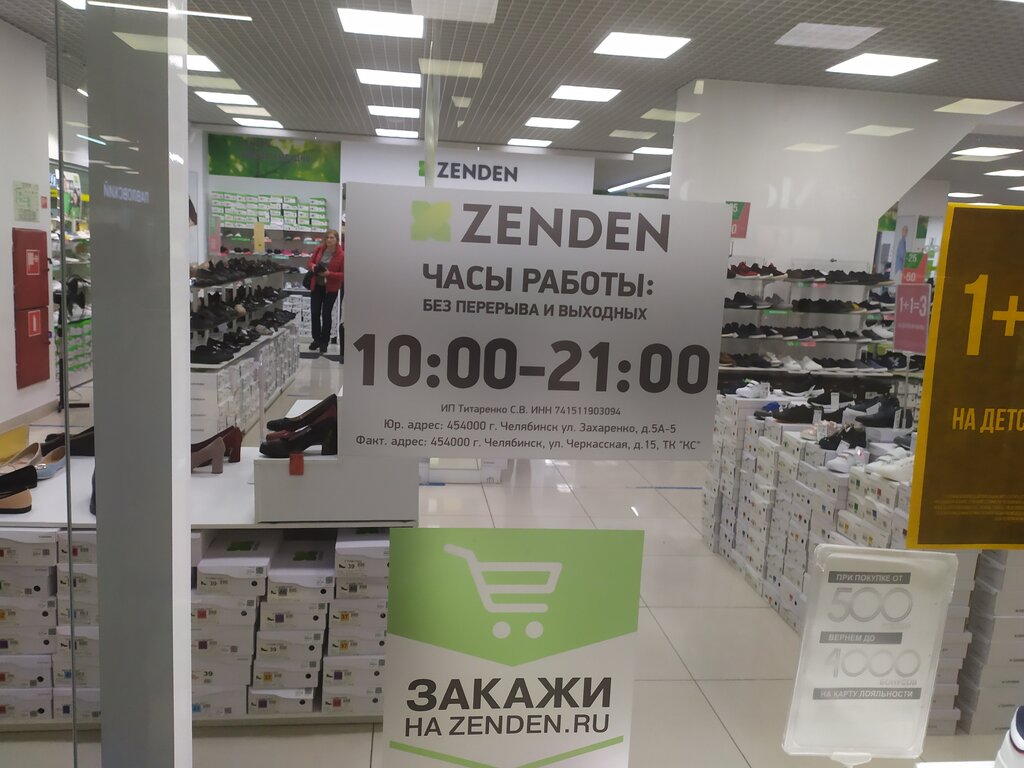 ZENDEN
ZENDEN
ЧАСЫ РАБОТЫ:
БЕЗ ПЕРЕРЫВА И ВЫХОДНЫХ
10:00–21:00
ИП Титаренко С.В. ИНН 741511903094
Юр. адрес: 454000 г. Челябинск ул. Захаренко, д.5А-5
Факт. адрес: 454000 г. Челябинск, ул. Черкасская, д.15, ТК "КС"
1+1=3
1+
НА ДЕТС
ЗАКАЖИ
НА ZENDEN.RU
ПРИ ПОКУПКЕ ОТ
500
ВЕРНЕМ ДО
1000
БОНУСОВ
НА КАРТУ ЛОЯЛЬНОСТИ